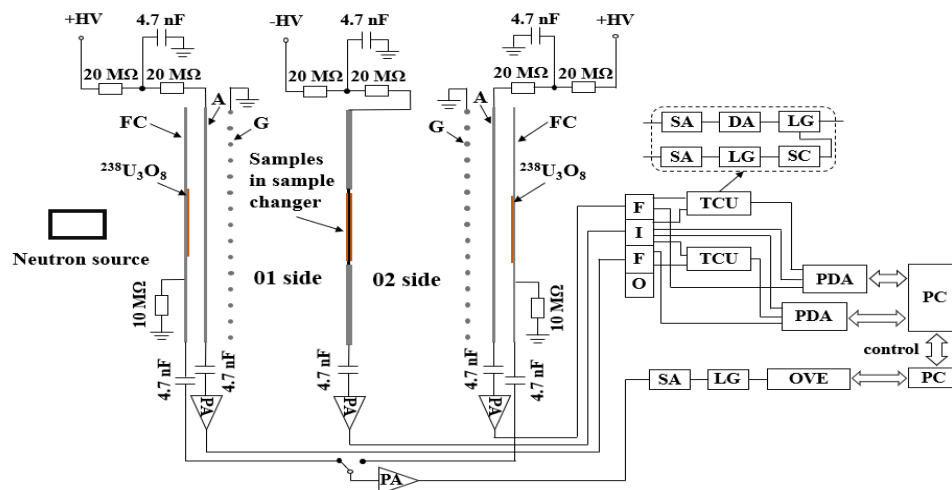 +HV
4.7 nF
-HV
4.7 nF
+HV
20 MΩ
20 MΩ
20 MΩ
20 MΩ
20 MΩ
20 MΩ
A
A
FC
G
G
FC
SA
DA
LG
SA
LG
SC
²³⁸U₃O₈
Samples
in sample
changer
²³⁸U₃O₈
Neutron source
01 side
02 side
F
I
F
O
TCU
TCU
PDA
PDA
PC
10 MΩ
10 MΩ
control
4.7 nF
4.7 nF
4.7 nF
4.7 nF
4.7 nF
SA
LG
OVE
PC
PA
PA
PA
PA